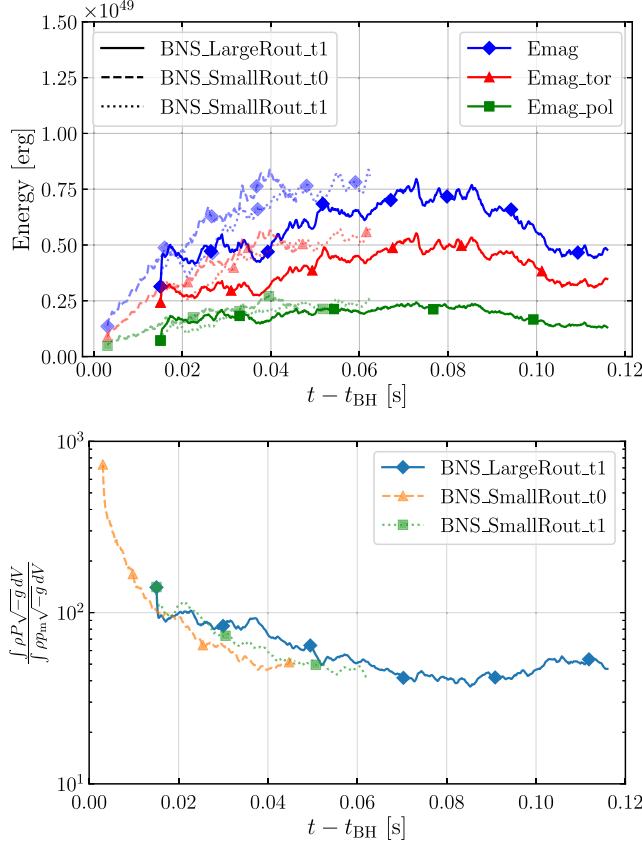 ×10^49
1.50
1.25
1.00
0.75
0.50
0.25
0.00
Energy [erg]
BNS_LargeRout_t1
BNS_SmallRout_t0
BNS_SmallRout_t1
Emag
Emag_tor
Emag_pol
0.00 0.02 0.04 0.06 0.08 0.10 0.12
t − t_BH [s]
10^3
10^2
10^1
∫ ρP√−g dV
∫ ρp_m√−g dV
BNS_LargeRout_t1
BNS_SmallRout_t0
BNS_SmallRout_t1
0.00 0.02 0.04 0.06 0.08 0.10 0.12
t − t_BH [s]